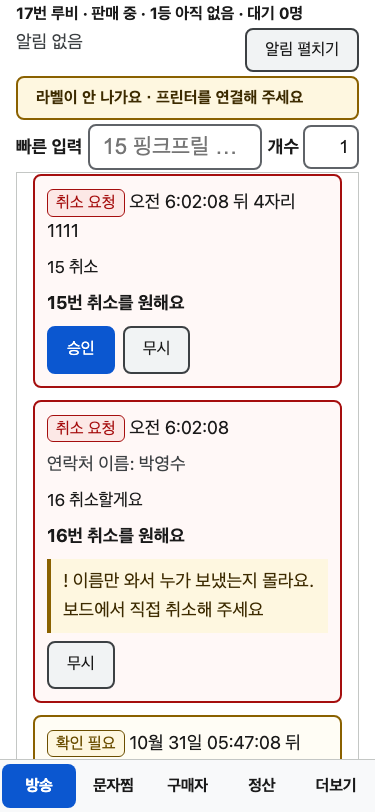 17번 루비 · 판매 중 · 1등 아직 없음 · 대기 0명
알림 없음
알림 펼치기
라벨이 안 나가요 · 프린터를 연결해 주세요
빠른 입력
15 핑크프릴 …
개수
1
취소 요청 오전 6:02:08 뒤 4자리
1111
15 취소
15번 취소를 원해요
승인
무시
취소 요청 오전 6:02:08
연락처 이름: 박영수
16 취소할게요
16번 취소를 원해요
! 이름만 와서 누가 보냈는지 몰라요.
보드에서 직접 취소해 주세요
무시
확인 필요 10월 31일 05:47:08 뒤
방송
문자찜
구매자
정산
더보기